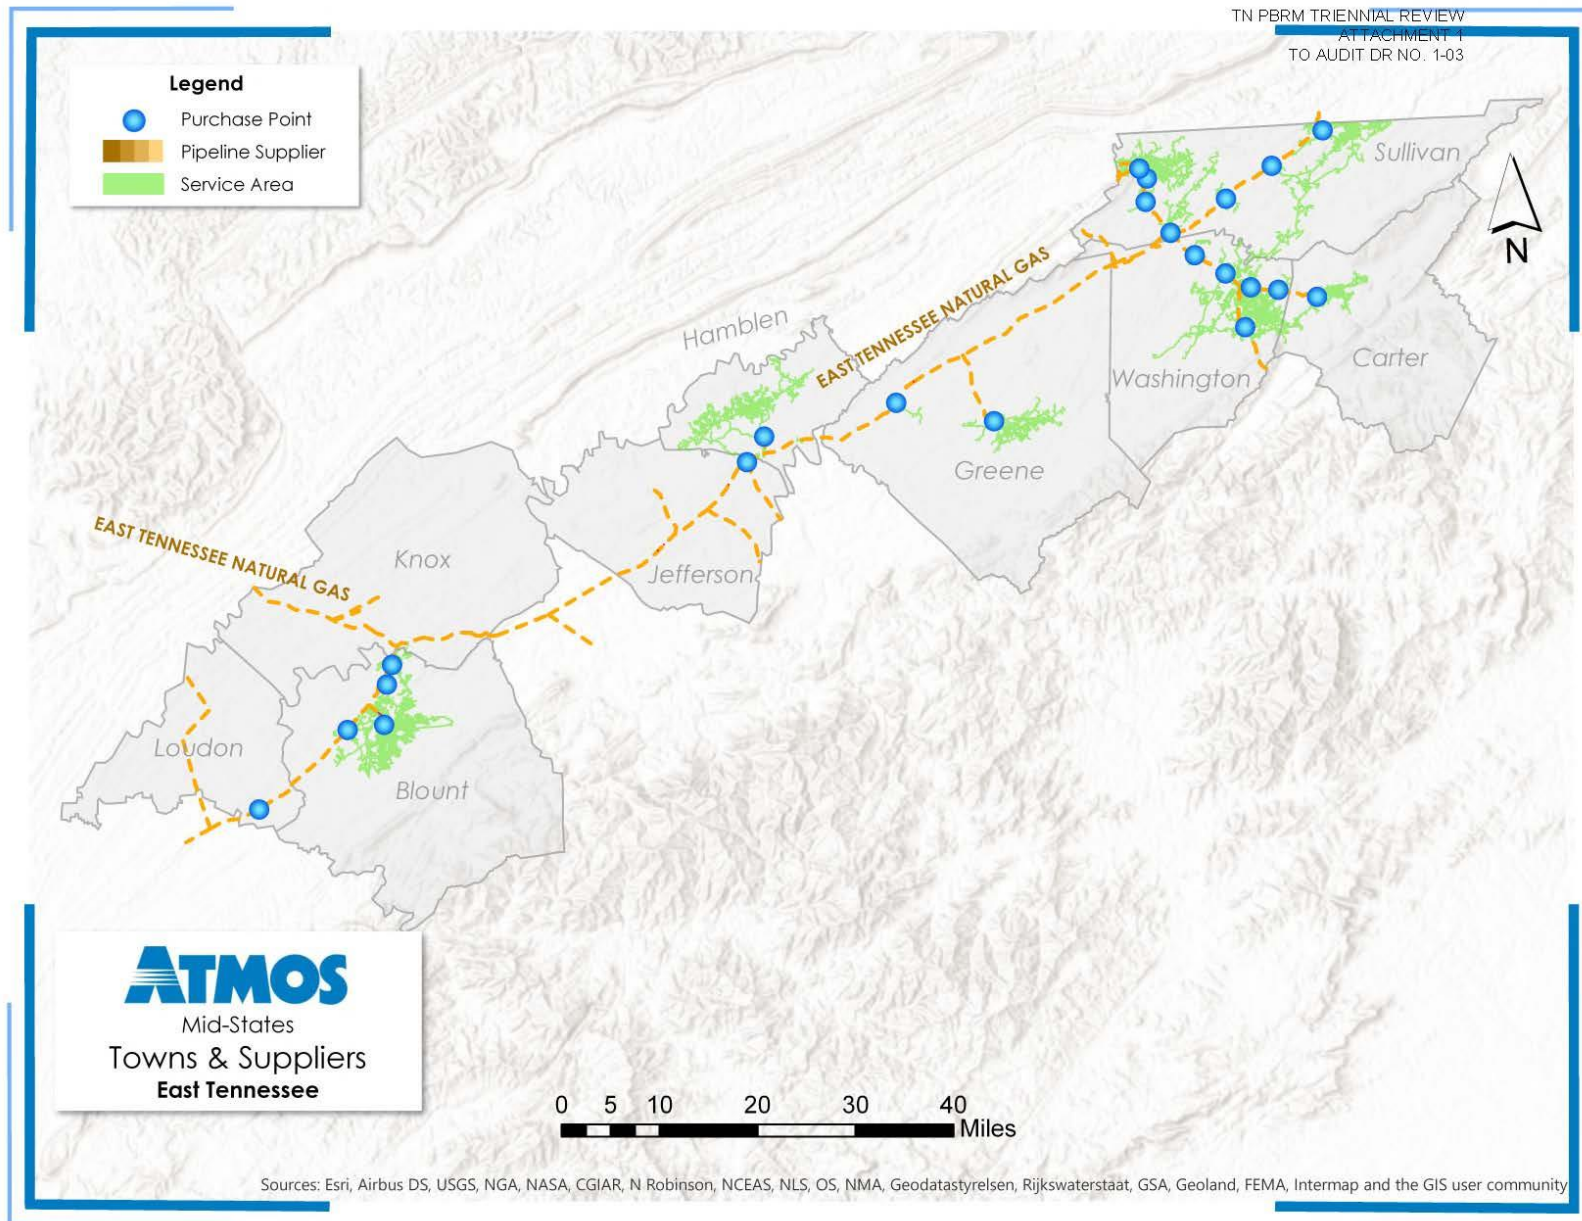 TN PBRM TRIENNIAL REVIEW
ATTACHMENT 1
TO AUDIT DR NO. 1-03
Legend
Purchase Point
Pipeline Supplier
Service Area
Sullivan
N
EAST TENNESSEE NATURAL GAS
Hamblen
Carter
Washington
Greene
EAST TENNESSEE NATURAL GAS
Knox
Jefferson
Loudon
Blount
ATMOS
Mid-States
Towns & Suppliers
East Tennessee
0 5 10 20 30 40
Miles
Sources: Esri, Airbus DS, USGS, NGA, NASA, CGIAR, N Robinson, NCEAS, NLS, OS, NMA, Geodatastyrelsen, Rijkswaterstaat, GSA, Geoland, FEMA, Intermap and the GIS user community